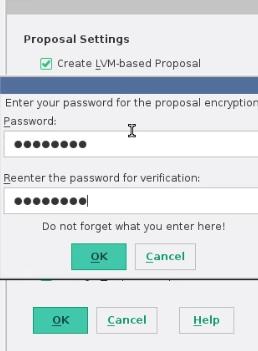 Proposal Settings
Create LVM-based Proposal
Enter your password for the proposal encryption
Password:
●●●●●●●●
Reenter the password for verification:
●●●●●●●●
Do not forget what you enter here!
OK Cancel
OK Cancel Help